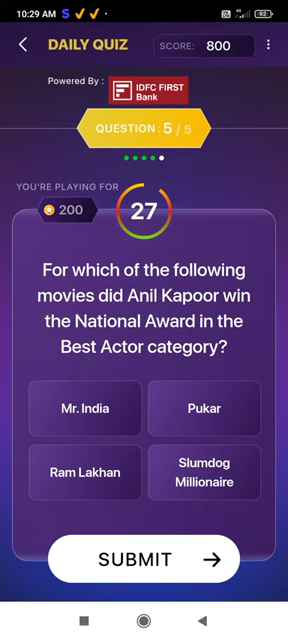 10:29 AM S
92
DAILY QUIZ
SCORE: 800
Powered By :
IDFC FIRST
Bank
QUESTION : 5 / 5
YOU'RE PLAYING FOR
200
27
For which of the following
movies did Anil Kapoor win
the National Award in the
Best Actor category?
Mr. India
Pukar
Ram Lakhan
Slumdog
Millionaire
SUBMIT